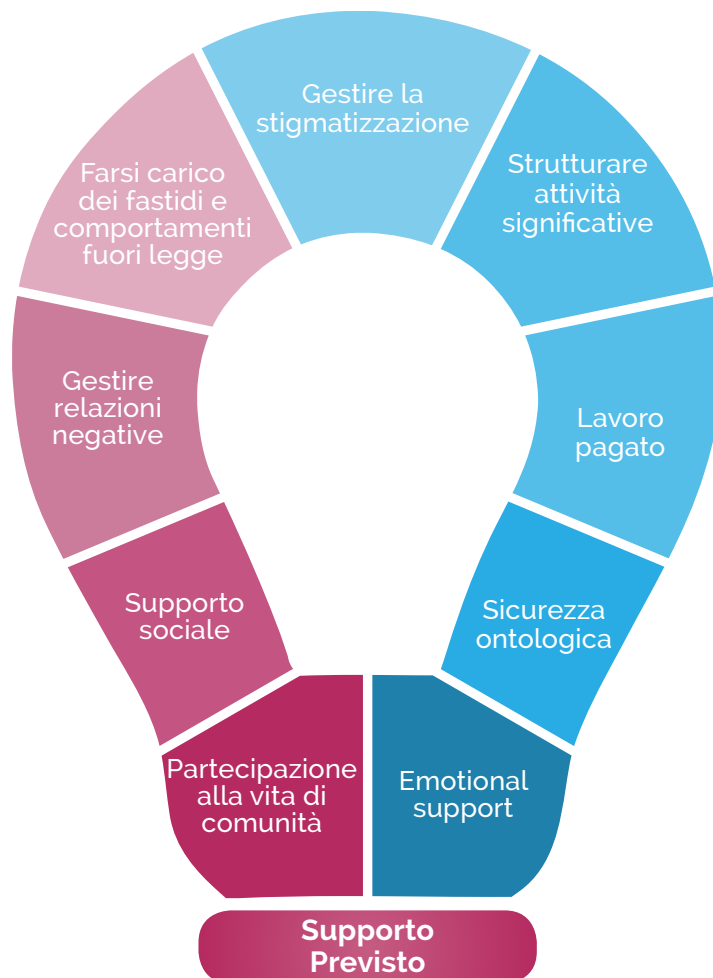 Gestire la
stigmatizzazione
Strutturare
attività
significative
Farsi carico
dei fastidi e
comportamenti
fuori legge
Gestire
relazioni
negative
Lavoro
pagato
Supporto
sociale
Sicurezza
ontologica
Partecipazione
alla vita di
comunità
Emotional
support
Supporto
Previsto